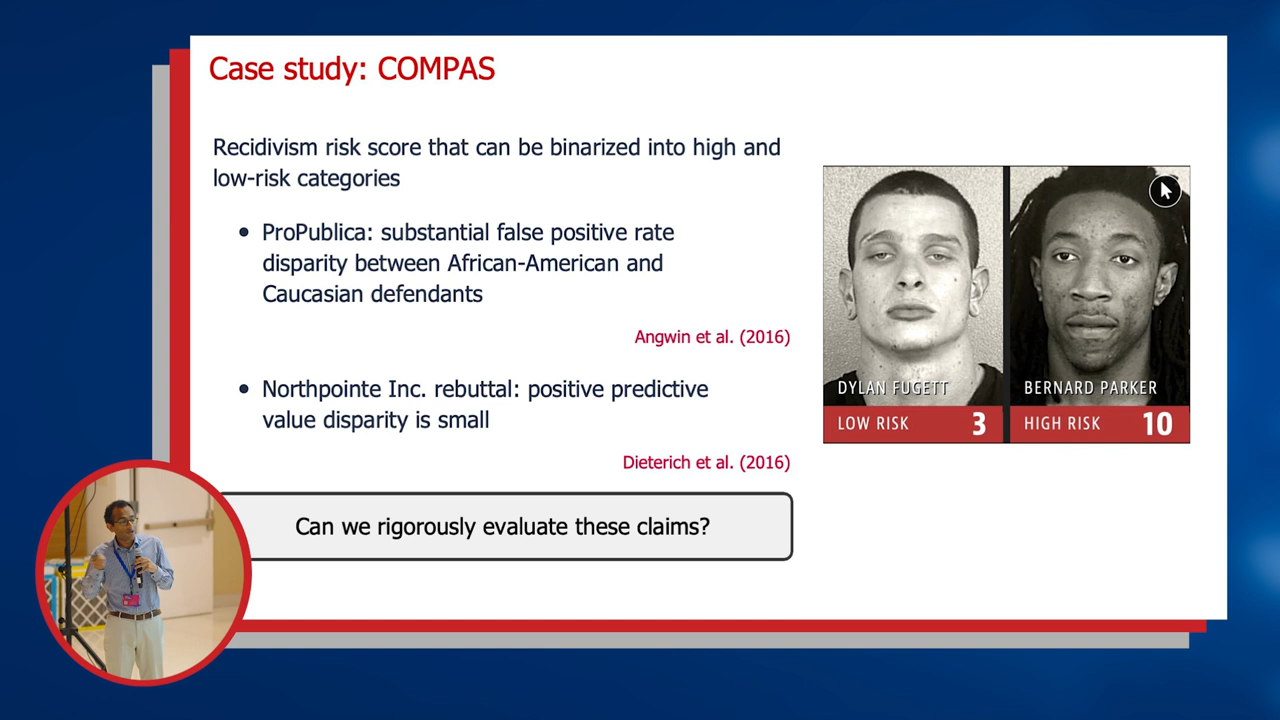 Case study: COMPAS
Recidivism risk score that can be binarized into high and
low-risk categories
• ProPublica: substantial false positive rate
disparity between African-American and
Caucasian defendants
Angwin et al. (2016)
• Northpointe Inc. rebuttal: positive predictive
value disparity is small
Dieterich et al. (2016)
Can we rigorously evaluate these claims?
DYLAN FUGETT
LOW RISK 3
BERNARD PARKER
HIGH RISK 10